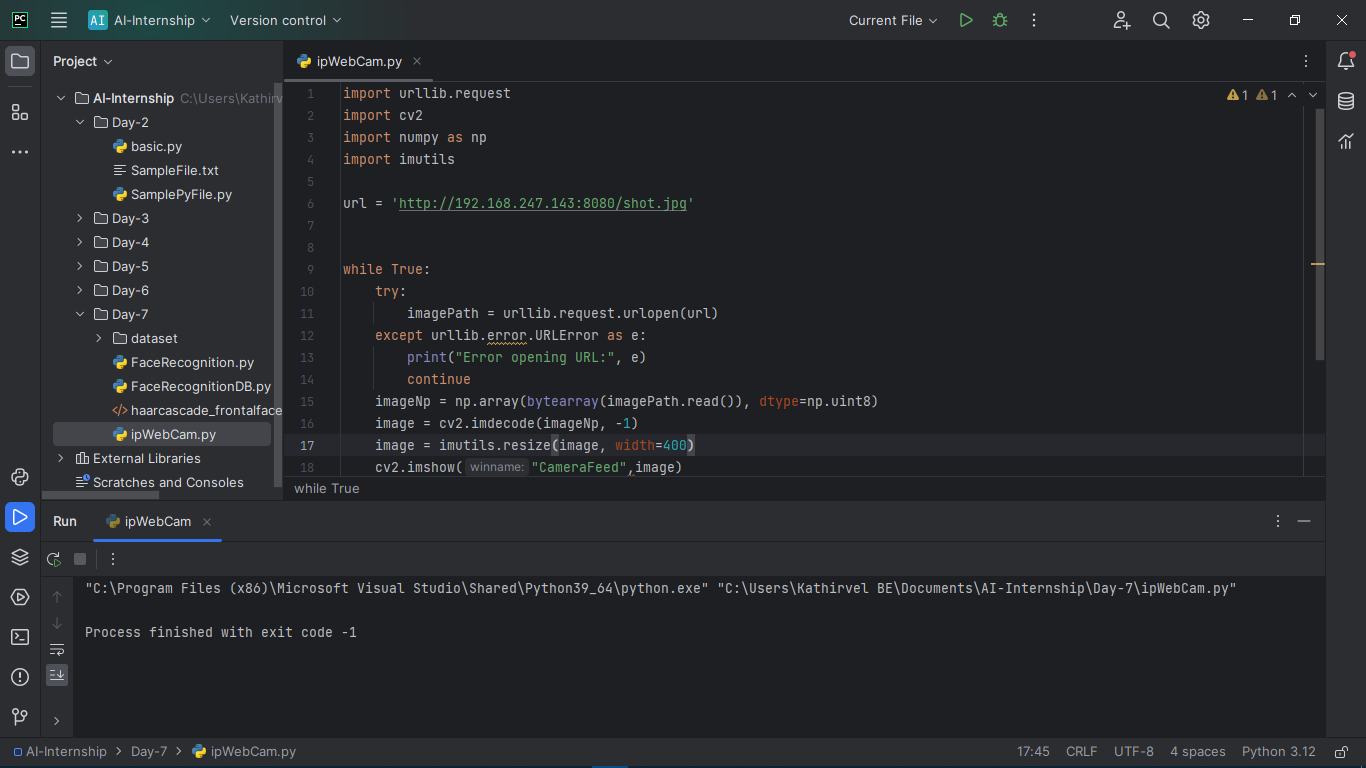 PC
AI
AI-Internship
Version control
Current File
Project
ipWebCam.py
AI-Internship C:\Users\Kathirv
Day-2
basic.py
SampleFile.txt
SamplePyFile.py
Day-3
Day-4
Day-5
Day-6
Day-7
dataset
FaceRecognition.py
FaceRecognitionDB.py
haarcascade_frontalface
ipWebCam.py
External Libraries
Scratches and Consoles
1 import urllib.request
2 import cv2
3 import numpy as np
4 import imutils
5
6 url = 'http://192.168.247.143:8080/shot.jpg'
7
8
9 while True:
10 try:
11 imagePath = urllib.request.urlopen(url)
12 except urllib.error.URLError as e:
13 print("Error opening URL:", e)
14 continue
15 imageNp = np.array(bytearray(imagePath.read()), dtype=np.uint8)
16 image = cv2.imdecode(imageNp, -1)
17 image = imutils.resize(image, width=400)
18 cv2.imshow( winname: "CameraFeed",image)
1 1
while True
Run
ipWebCam
"C:\Program Files (x86)\Microsoft Visual Studio\Shared\Python39_64\python.exe" "C:\Users\Kathirvel BE\Documents\AI-Internship\Day-7\ipWebCam.py"
Process finished with exit code -1
AI-Internship > Day-7 > ipWebCam.py
17:45 CRLF UTF-8 4 spaces Python 3.12